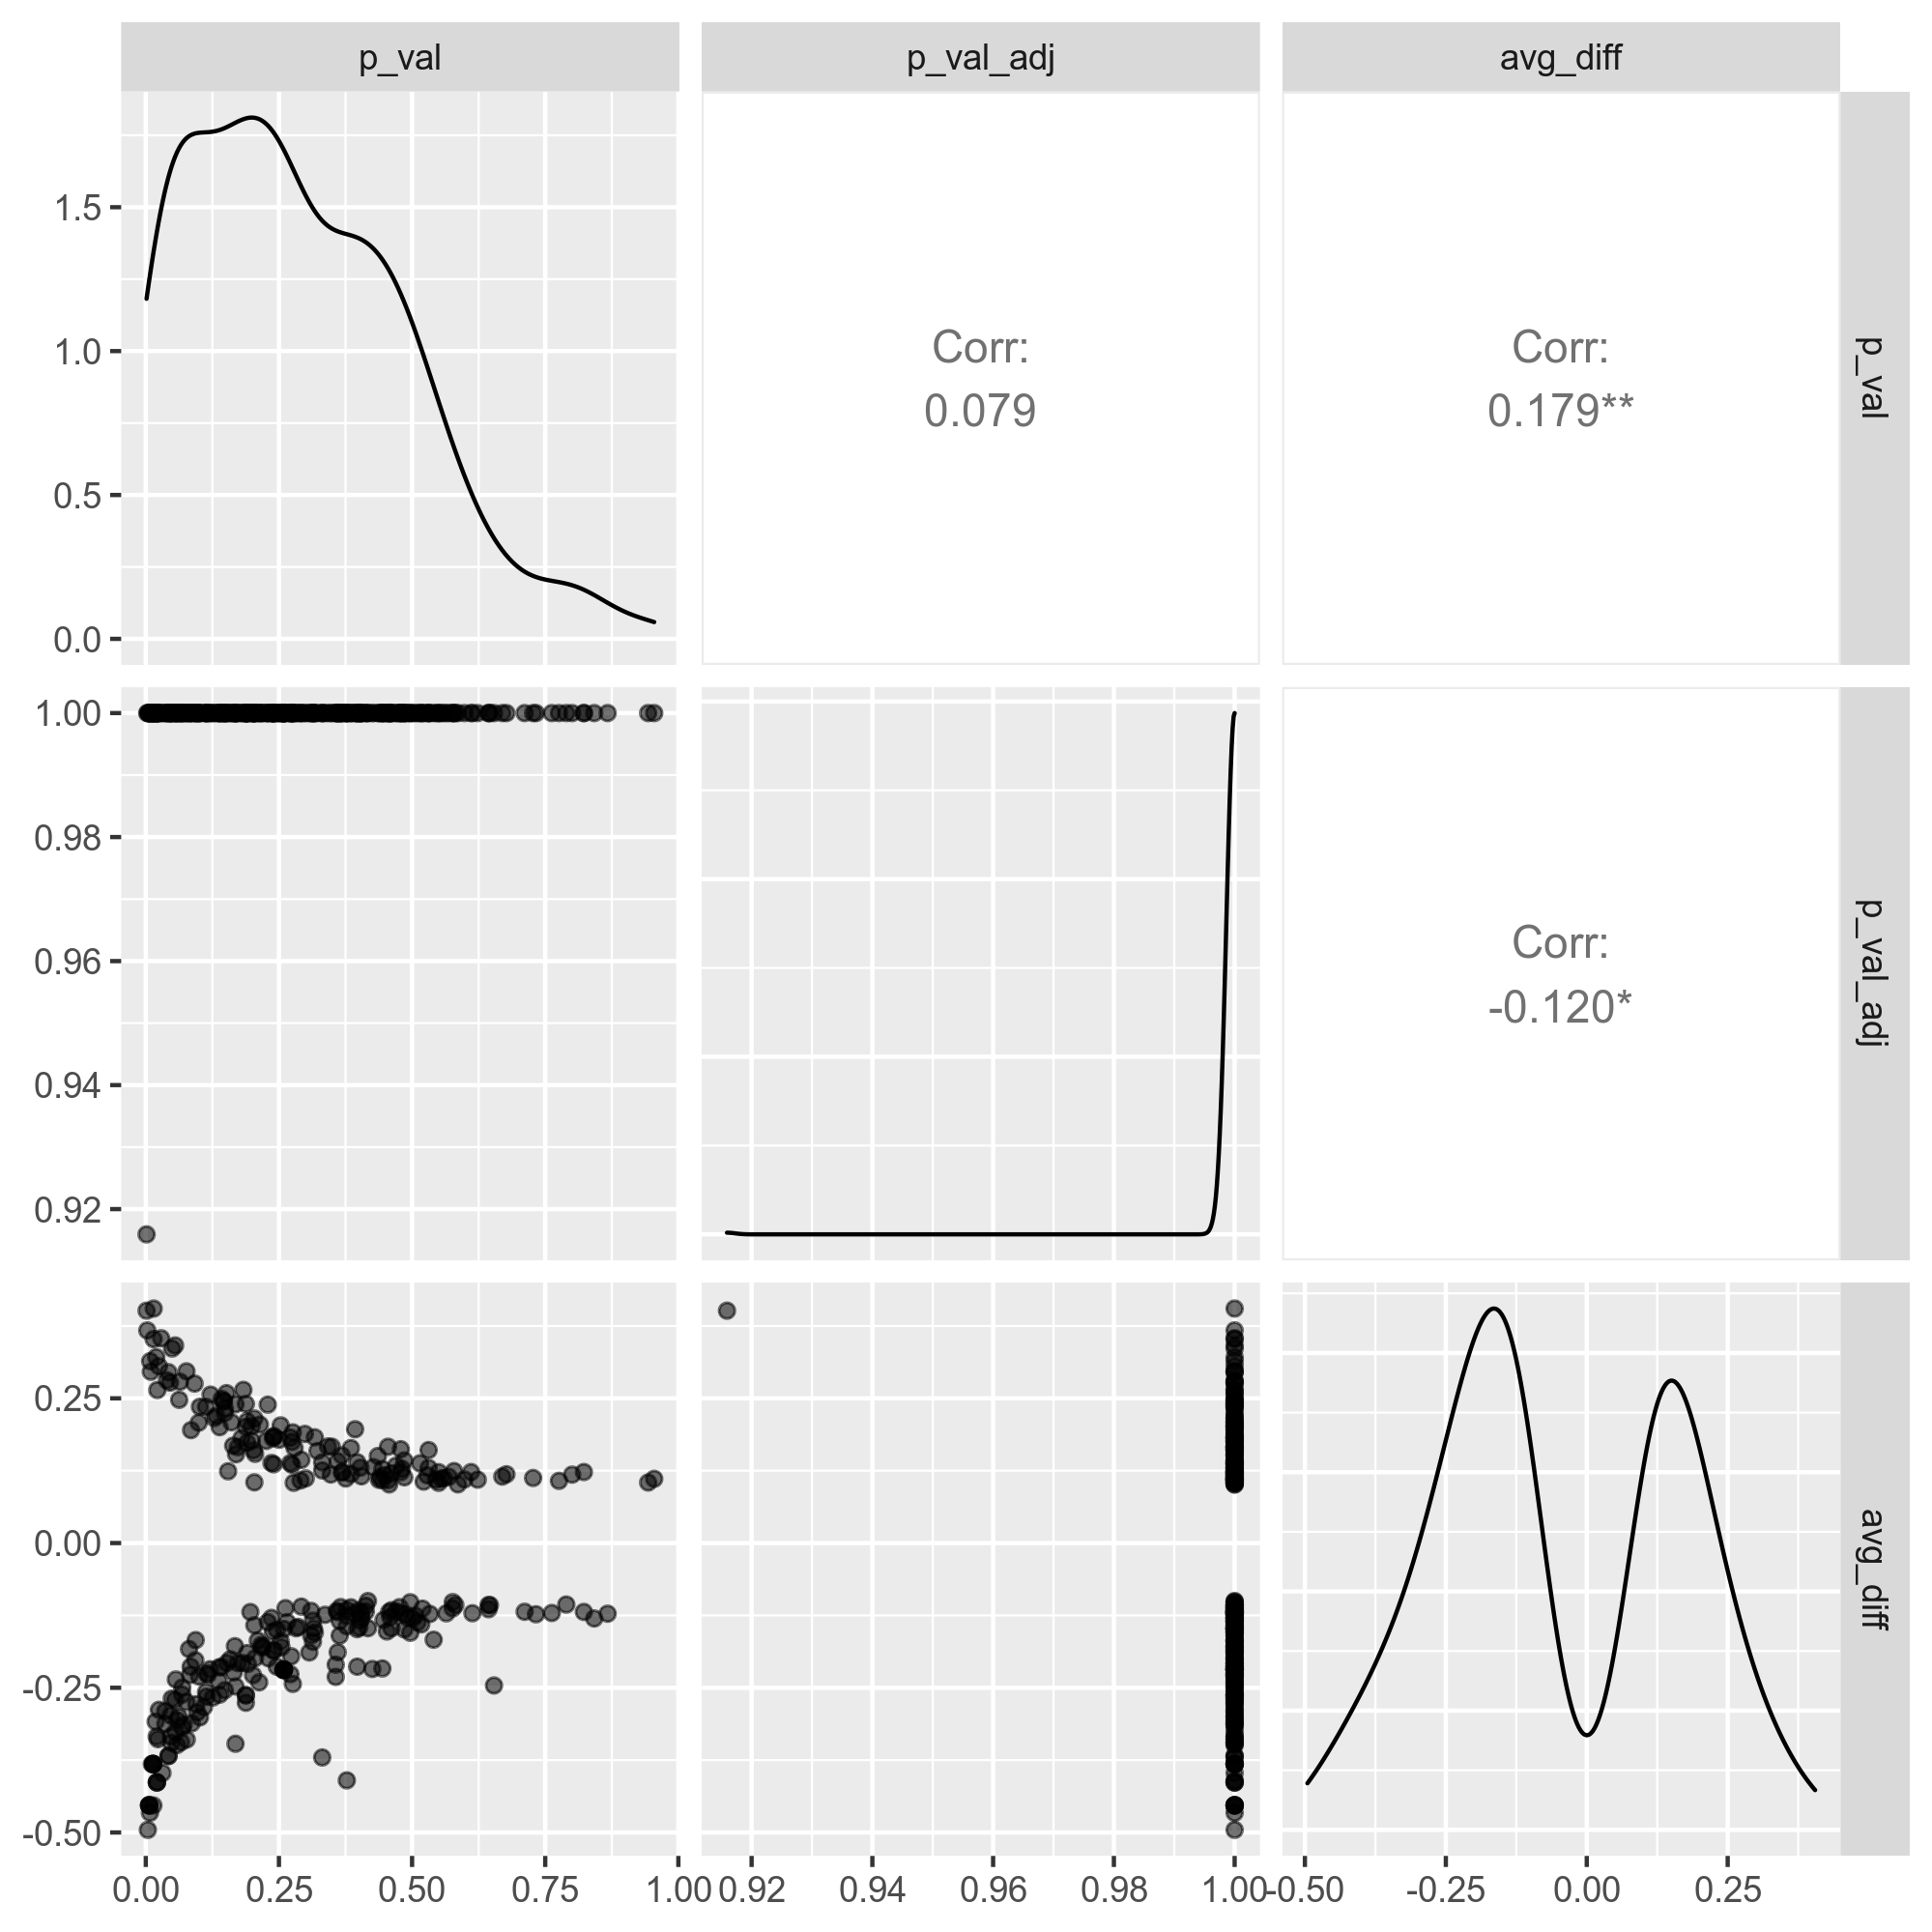 p_val p_val_adj avg_diff
1.5
1.0
0.5
0.0
Corr:
0.079
Corr:
0.179**
p_val
1.00
0.98
0.96
0.94
0.92
Corr:
-0.120*
p_val_adj
0.25
0.00
-0.25
-0.50
avg_diff
0.00 0.25 0.50 0.75 1.00 0.92 0.94 0.96 0.98 1.00 -0.50 -0.25 0.00 0.25